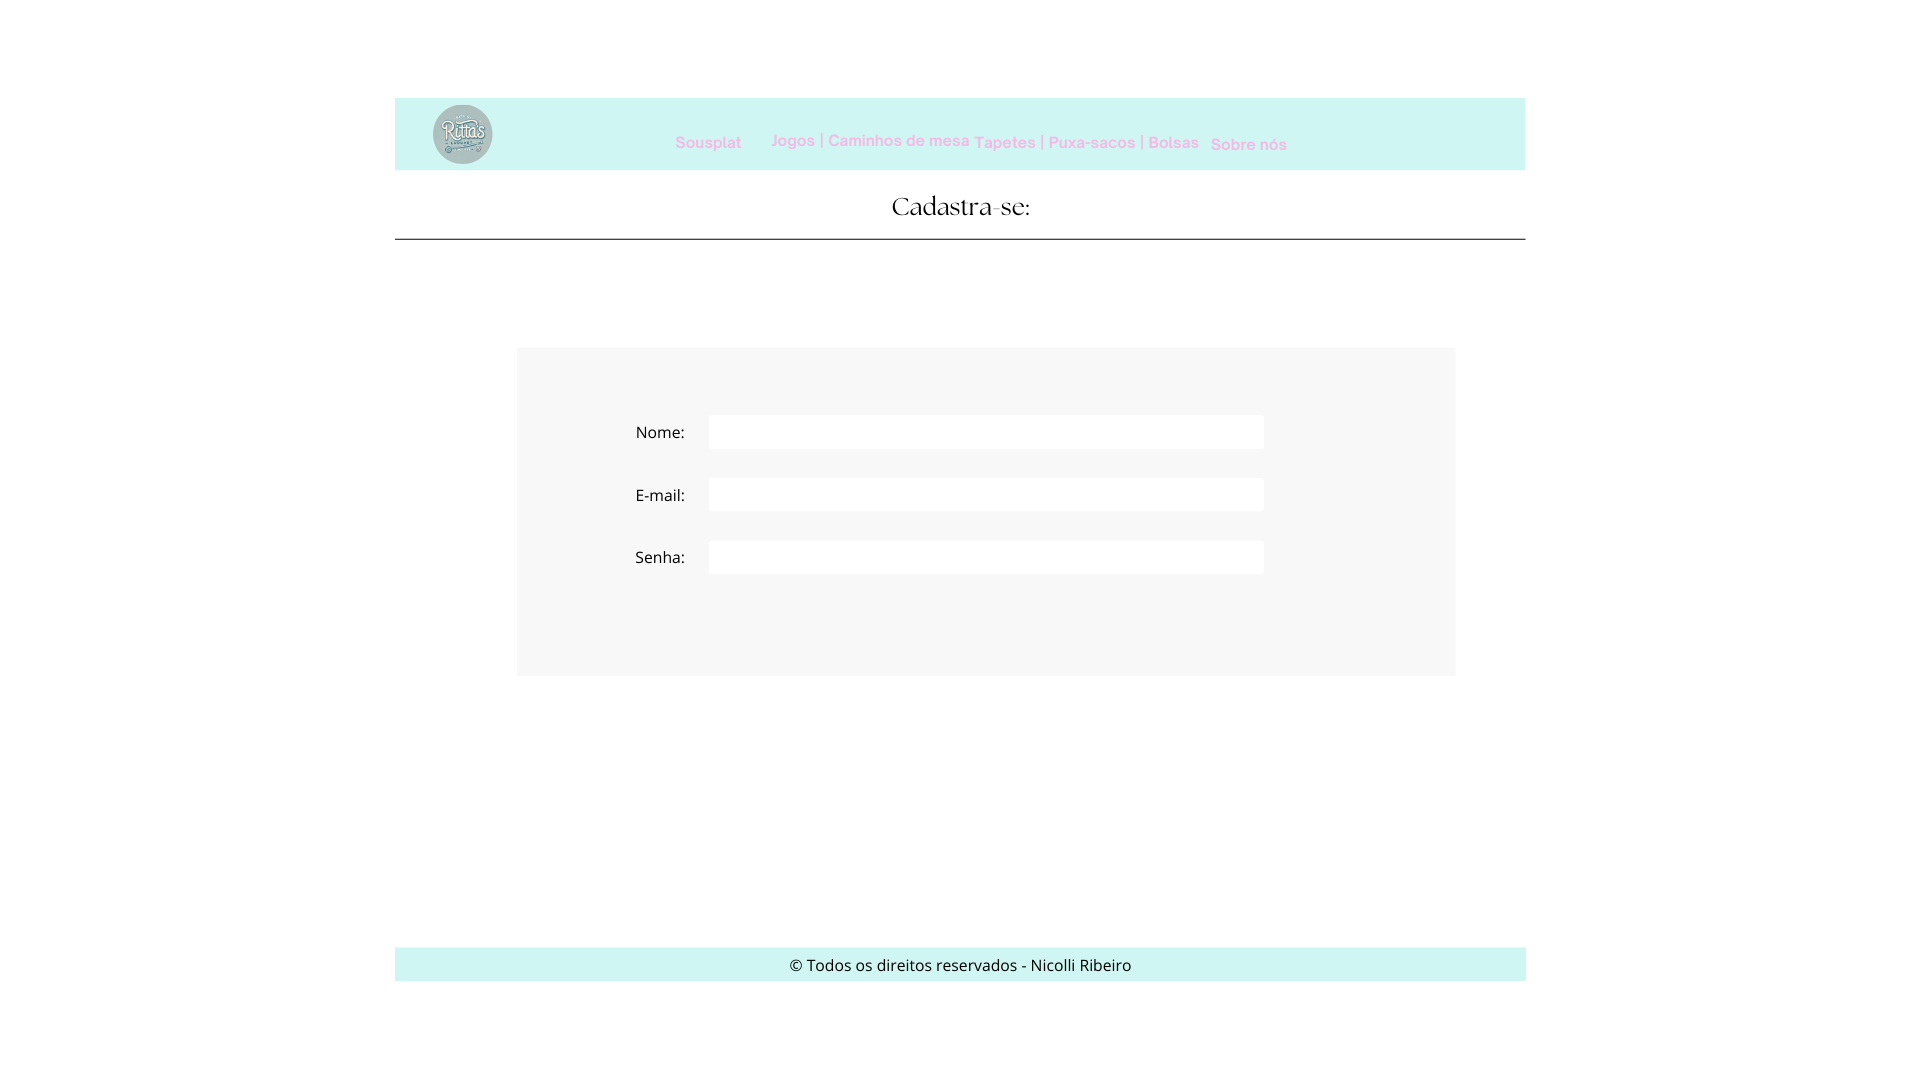 Ritta's
Sousplat Jogos | Caminhos de mesa Tapetes | Puxa-sacos | Bolsas Sobre nós
Cadastra-se:
Nome:
E-mail:
Senha:
© Todos os direitos reservados - Nicolli Ribeiro